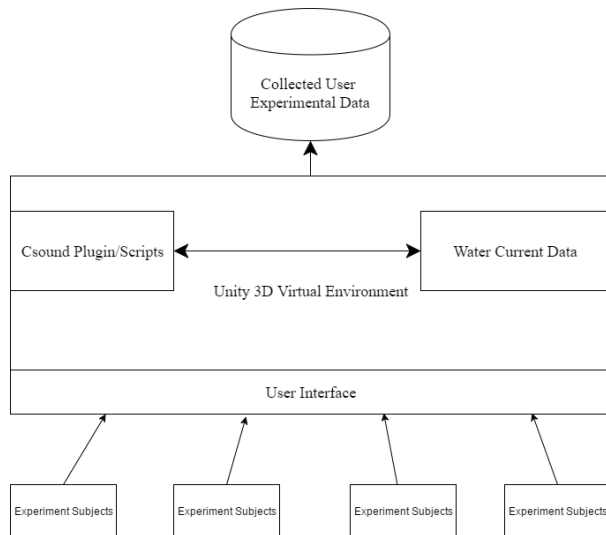 Collected User
Experimental Data
Csound Plugin/Scripts
Water Current Data
Unity 3D Virtual Environment
User Interface
Experiment Subjects
Experiment Subjects
Experiment Subjects
Experiment Subjects